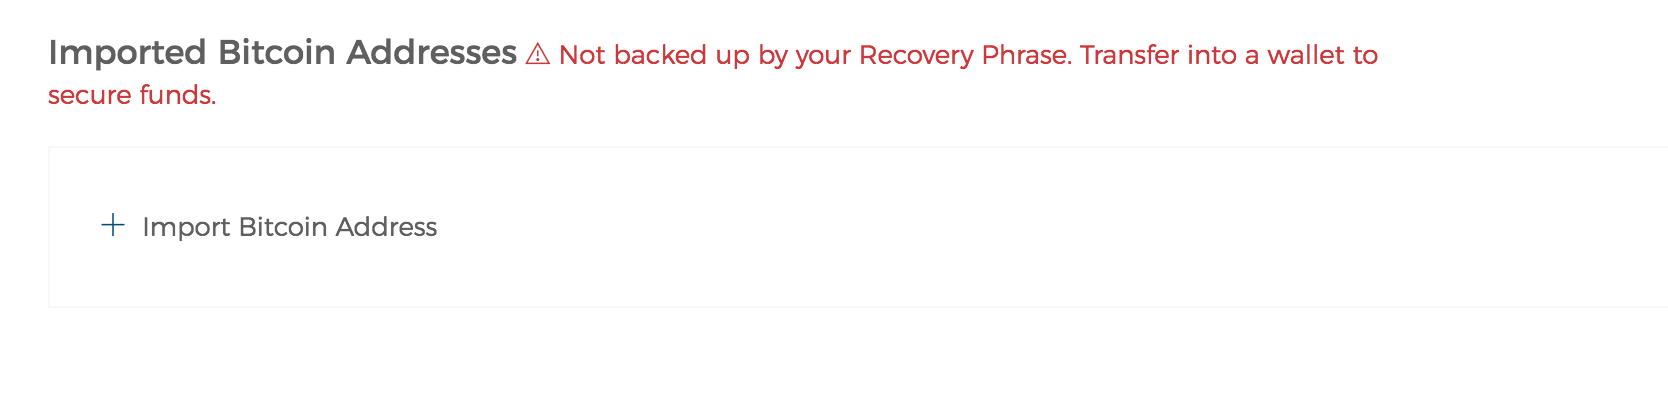 Imported Bitcoin Addresses ⚠ Not backed up by your Recovery Phrase. Transfer into a wallet to
secure funds.
+ Import Bitcoin Address